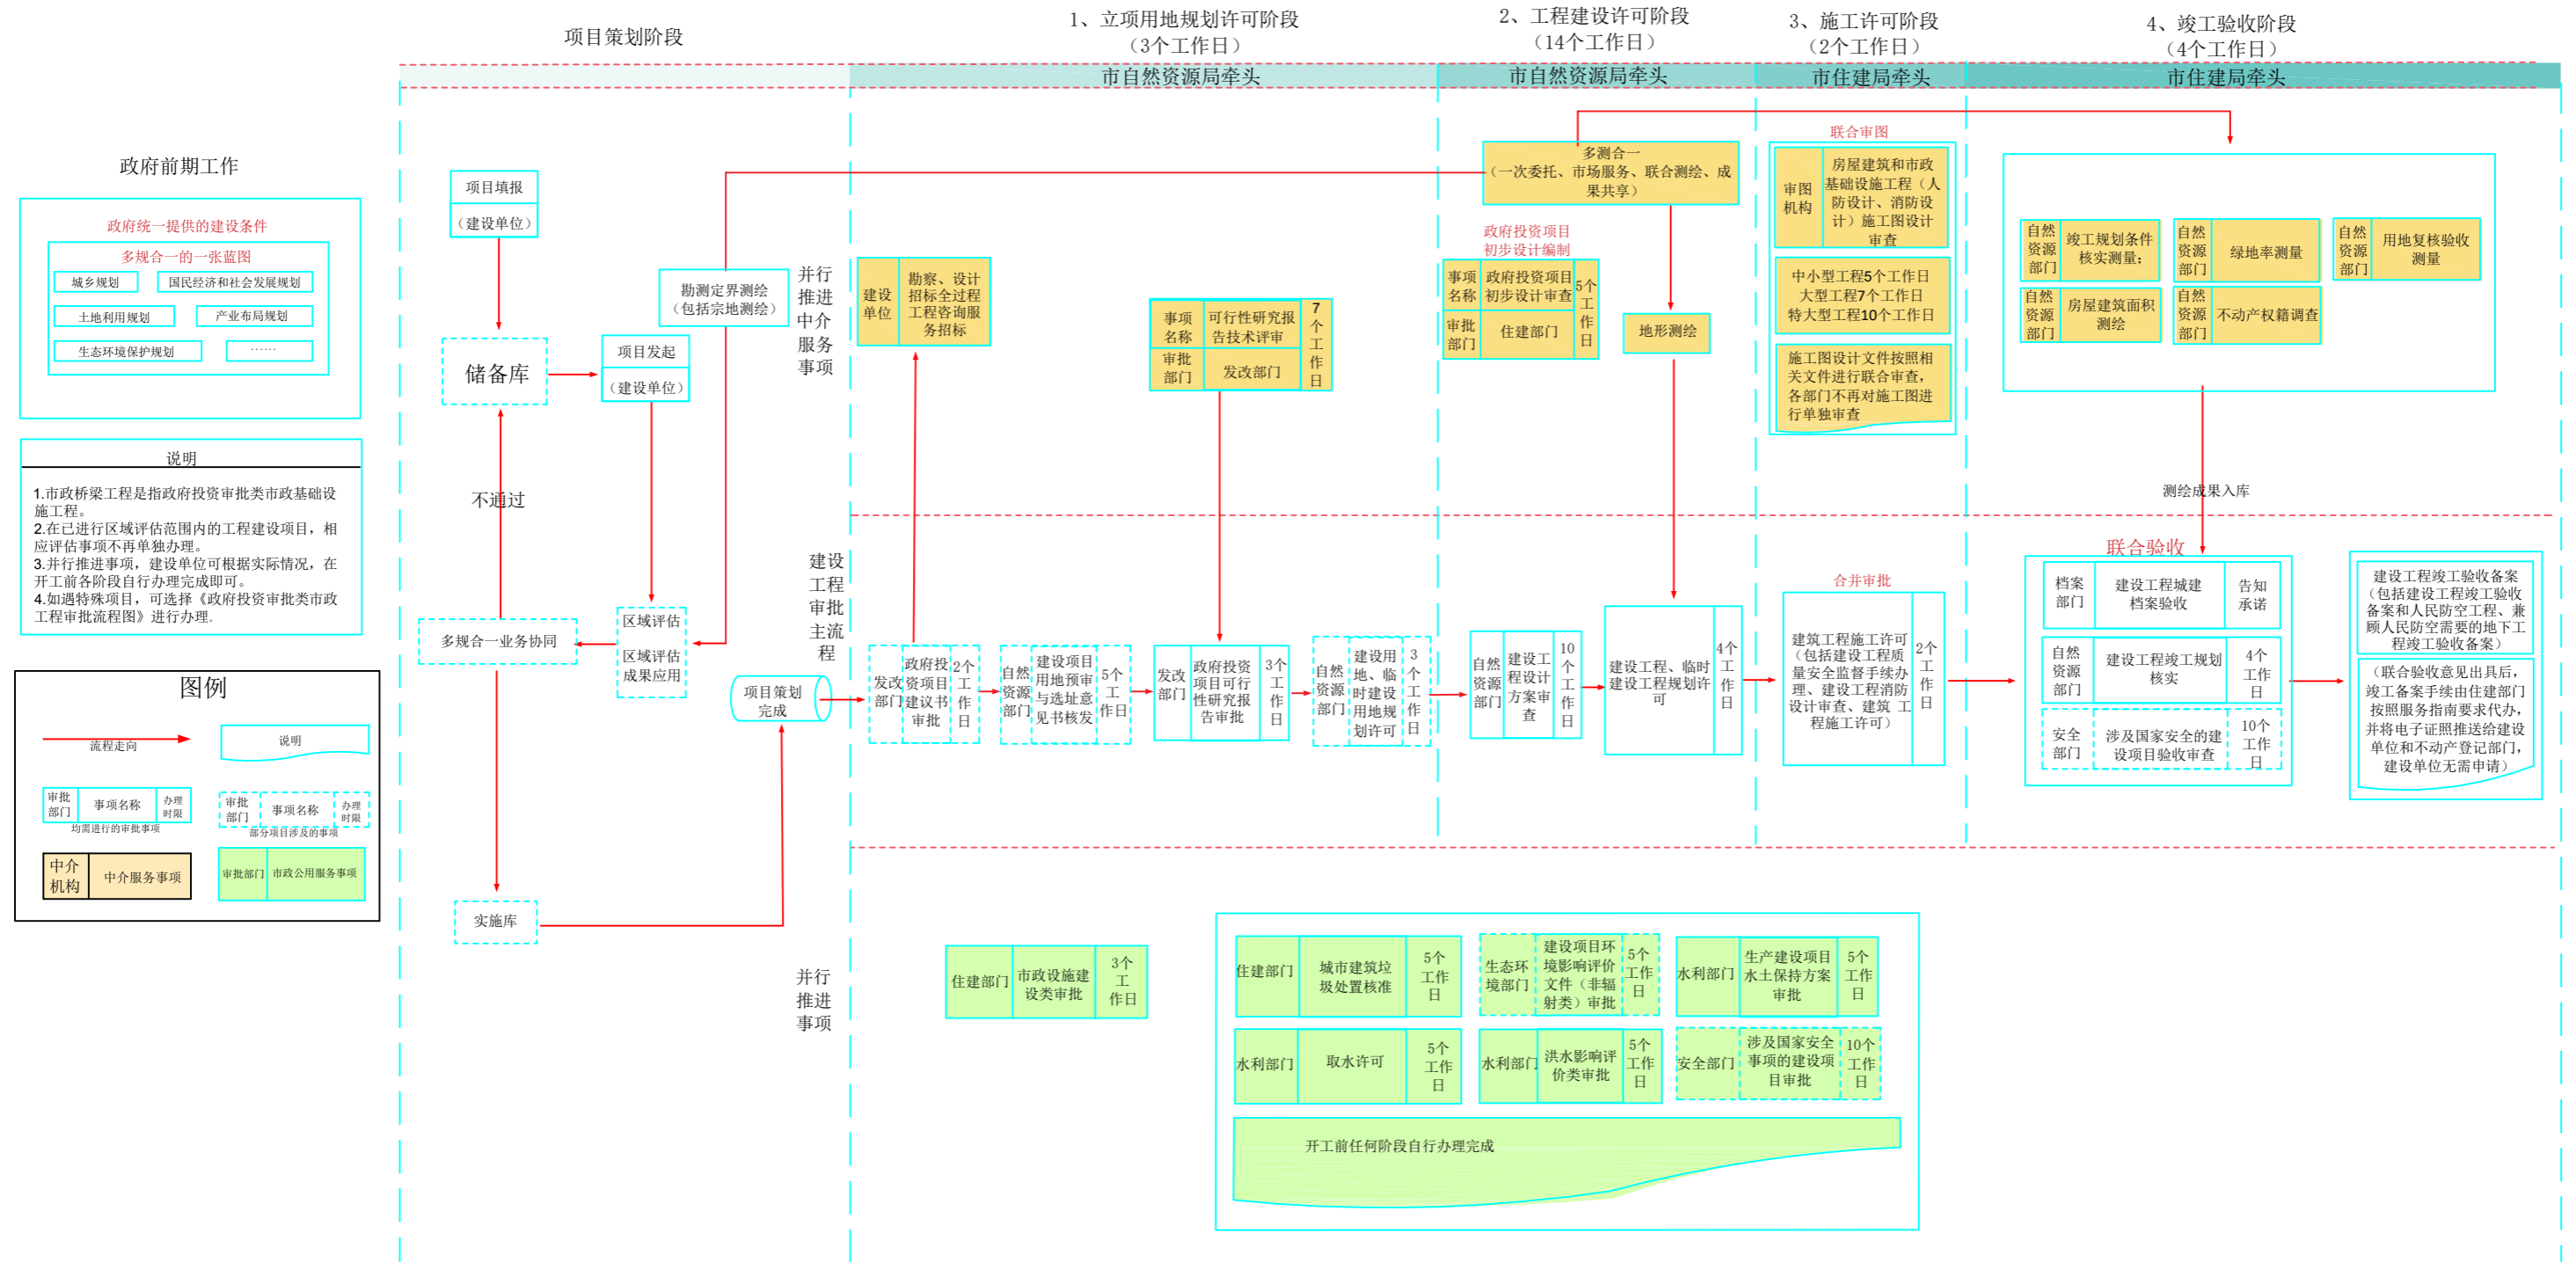 项目策划阶段
1、立项用地规划许可阶段
（3个工作日）
2、工程建设许可阶段
（14个工作日）
3、施工许可阶段
（2个工作日）
4、竣工验收阶段
（4个工作日）
市自然资源局牵头
市自然资源局牵头
市住建局牵头
市住建局牵头
政府前期工作
政府统一提供的建设条件
多规合一的一张蓝图
城乡规划
国民经济和社会发展规划
土地利用规划
产业布局规划
生态环境保护规划
......
说明
1.市政桥梁工程是指政府投资审批类市政基础设
施工程。
2.在已进行区域评估范围内的工程建设项目，相
应评估事项不再单独办理。
3.并行推进事项，建设单位可根据实际情况，在
开工前各阶段自行办理完成即可。
4.如遇特殊项目，可选择《政府投资审批类市政
工程审批流程图》进行办理.
图例
流程走向
说明
审批
部门
事项名称
办理
时限
均需进行的审批事项
审批
部门
事项名称
办理
时限
部分项目涉及的事项
中介
机构
中介服务事项
审批部门
市政公用服务事项
项目填报
（建设单位）
储备库
项目发起
（建设单位）
勘测定界测绘
（包括宗地测绘）
不通过
多规合一业务协同
区域评估
区域评估
成果应用
项目策划
完成
实施库
并行
推进
中介
服务
事项
建设
单位
勘察、设计
招标全过程
工程咨询服
务招标
事项
名称
可行性研究报
告技术评审
审批
部门
发改部门
7
个
工
作
日
多测合一
（一次委托、市场服务、联合测绘、成
果共享）
政府投资项目
初步设计编制
事项
名称
政府投资项目
初步设计审查
审批
部门
住建部门
5个
工
作
日
地形测绘
联合审图
审图
机构
房屋建筑和市政
基础设施工程（人
防设计、消防设
计）施工图设计
审查
中小型工程5个工作日
大型工程7个工作日
特大型工程10个工作日
施工图设计文件按照相
关文件进行联合审查，
各部门不再对施工图进
行单独审查
自然
资源
部门
竣工规划条件
核实测量；
自然
资源
部门
绿地率测量
自然
资源
部门
用地复核验收
测量
自然
资源
部门
房屋建筑面积
测绘
自然
资源
部门
不动产权籍调查
测绘成果入库
建设
工程
审批
主流
程
发改
部门
政府投
资项目
建议书
审批
2个
工
作
日
自然
资源
部门
建设项目
用地预审
与选址意
见书核发
5个
工
作日
发改
部门
政府投资
项目可行
性研究报
告审批
3个
工
作
日
自然
资源
部门
建设用
地、临
时建设
用地规
划许可
3
个
工
作
日
自然
资源
部门
建设工
程设计
方案审
查
10
个
工
作
日
建设工程、临时
建设工程规划许
可
4个
工
作
日
合并审批
建筑工程施工许可
（包括建设工程质
量安全监督手续办
理、建设工程消防
设计审查、建筑 工
程施工许可）
2个
工
作
日
联合验收
档案
部门
建设工程城建
档案验收
告知
承诺
自然
资源
部门
建设工程竣工规划
核实
4个
工作
日
安全
部门
涉及国家安全的建
设项目验收审查
10个
工作
日
建设工程竣工验收备案
（包括建设工程竣工验收
备案和人民防空工程、兼
顾人民防空需要的地下工
程竣工验收备案）
（联合验收意见出具后，
竣工备案手续由住建部门
按照服务指南要求代办，
并将电子证照推送给建设
单位和不动产登记部门，
建设单位无需申请）
并行
推进
事项
住建部门
市政设施建
设类审批
3个
工
作日
住建部门
城市建筑垃
圾处置核准
5个
工作
日
生态环
境部门
建设项目环
境影响评价
文件（非辐
射类）审批
5个
工作
日
水利部门
生产建设项目
水土保持方案
审批
5个
工作
日
水利部门
取水许可
5个
工作
日
水利部门
洪水影响评
价类审批
5个
工作
日
安全部门
涉及国家安全
事项的建设项
目审批
10个
工作
日
开工前任何阶段自行办理完成